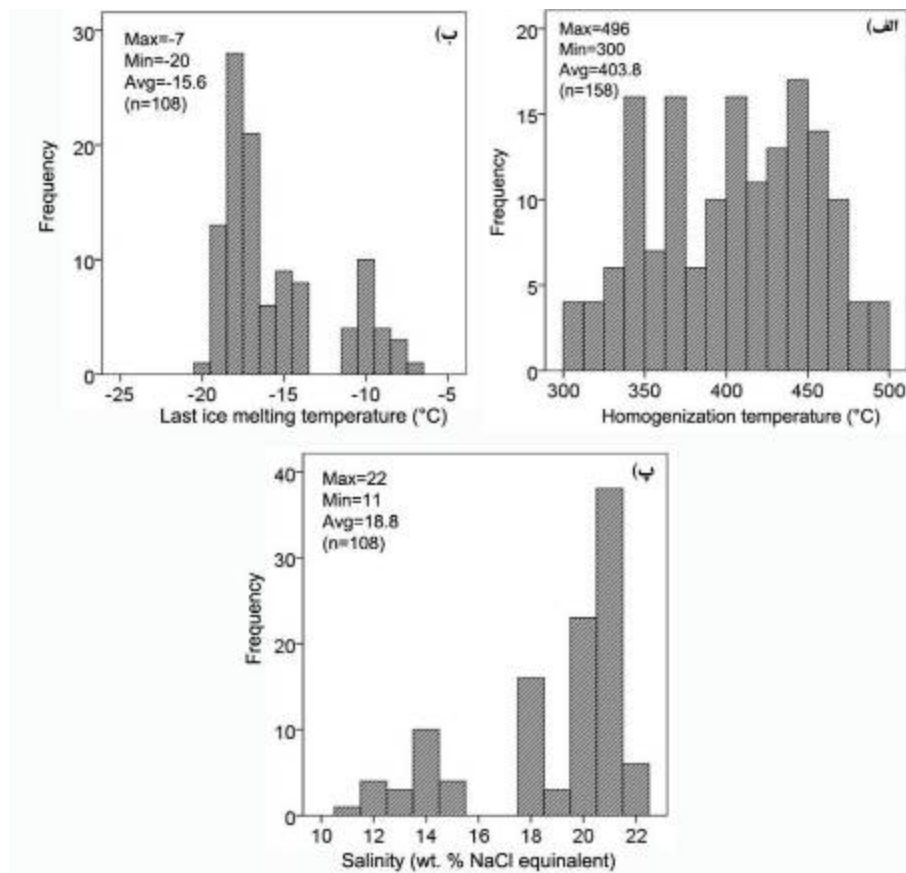 ب)
Max=-7
Min=-20
Avg=-15.6
(n=108)
30
20
10
0
Frequency
-25 -20 -15 -10 -5
Last ice melting temperature (°C)
الف)
Max=496
Min=300
Avg=403.8
(n=158)
20
15
10
5
0
Frequency
300 350 400 450 500
Homogenization temperature (°C)
پ)
Max=22
Min=11
Avg=18.8
(n=108)
40
30
20
10
0
Frequency
10 12 14 16 18 20 22
Salinity (wt. % NaCl equinalent)